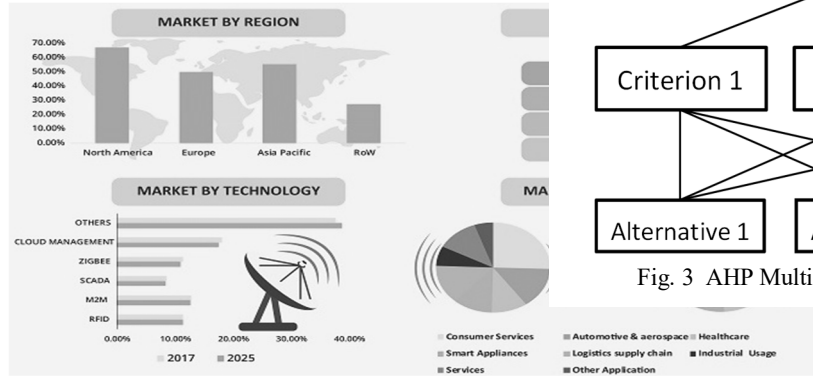 MARKET BY REGION
70.00%
60.00%
50.00%
40.00%
30.00%
20.00%
10.00%
0.00%
North America Europe Asia Pacific RoW
MARKET BY TECHNOLOGY
OTHERS
CLOUD MANAGEMENT
ZIGBEE
SCADA
M2M
RFID
0.00% 10.00% 20.00% 30.00% 40.00%
2017 2025
MA
Consumer Services Automotive & aerospace Healthcare
Smart Appliances Logistics supply chain Industrial Usage
Services Other Application
Criterion 1
Alternative 1
Fig. 3 AHP Multi